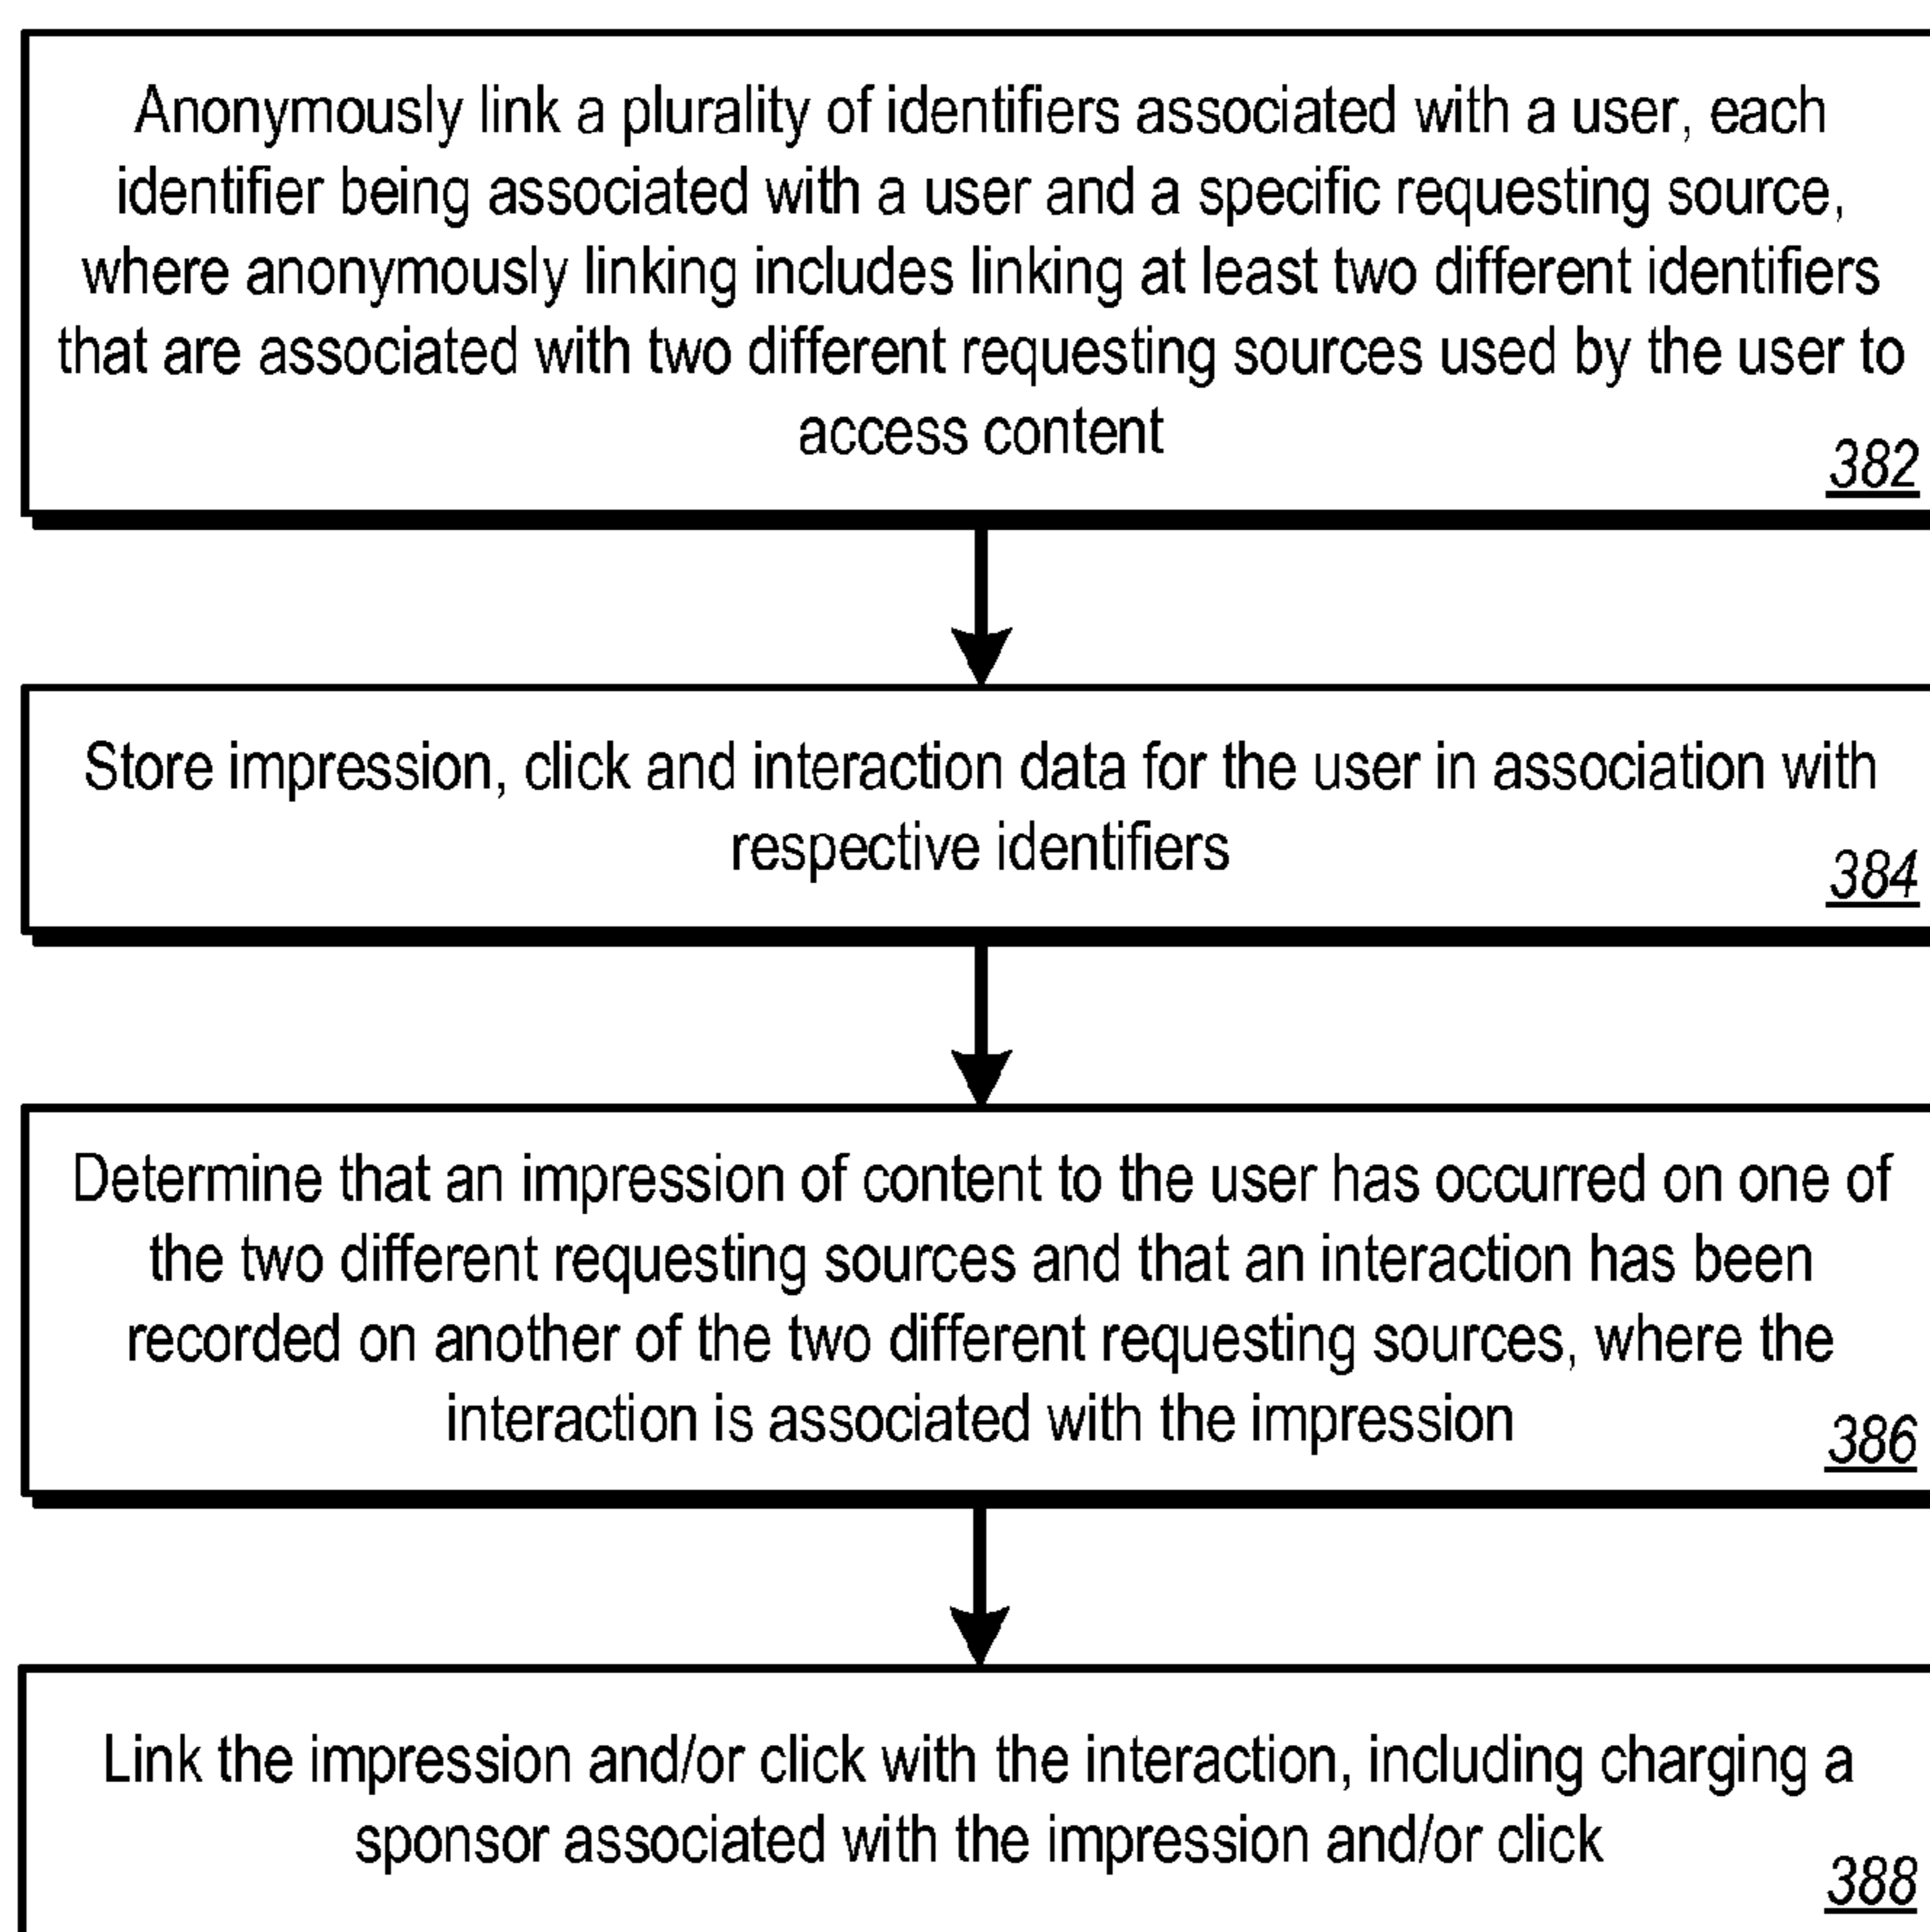 Anonymously link a plurality of identifiers associated with a user, each
identifier being associated with a user and a specific requesting source,
where anonymously linking includes linking at least two different identifiers
that are associated with two different requesting sources used by the user to
access content
382
Store impression, click and interaction data for the user in association with
respective identifiers
384
Determine that an impression of content to the user has occurred on one of
the two different requesting sources and that an interaction has been
recorded on another of the two different requesting sources, where the
interaction is associated with the impression
386
Link the impression and/or click with the interaction, including charging a
sponsor associated with the impression and/or click
388